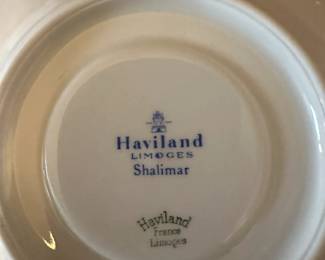 Haviland
LIMOGES
Shalimar
Haviland
France
Limoges